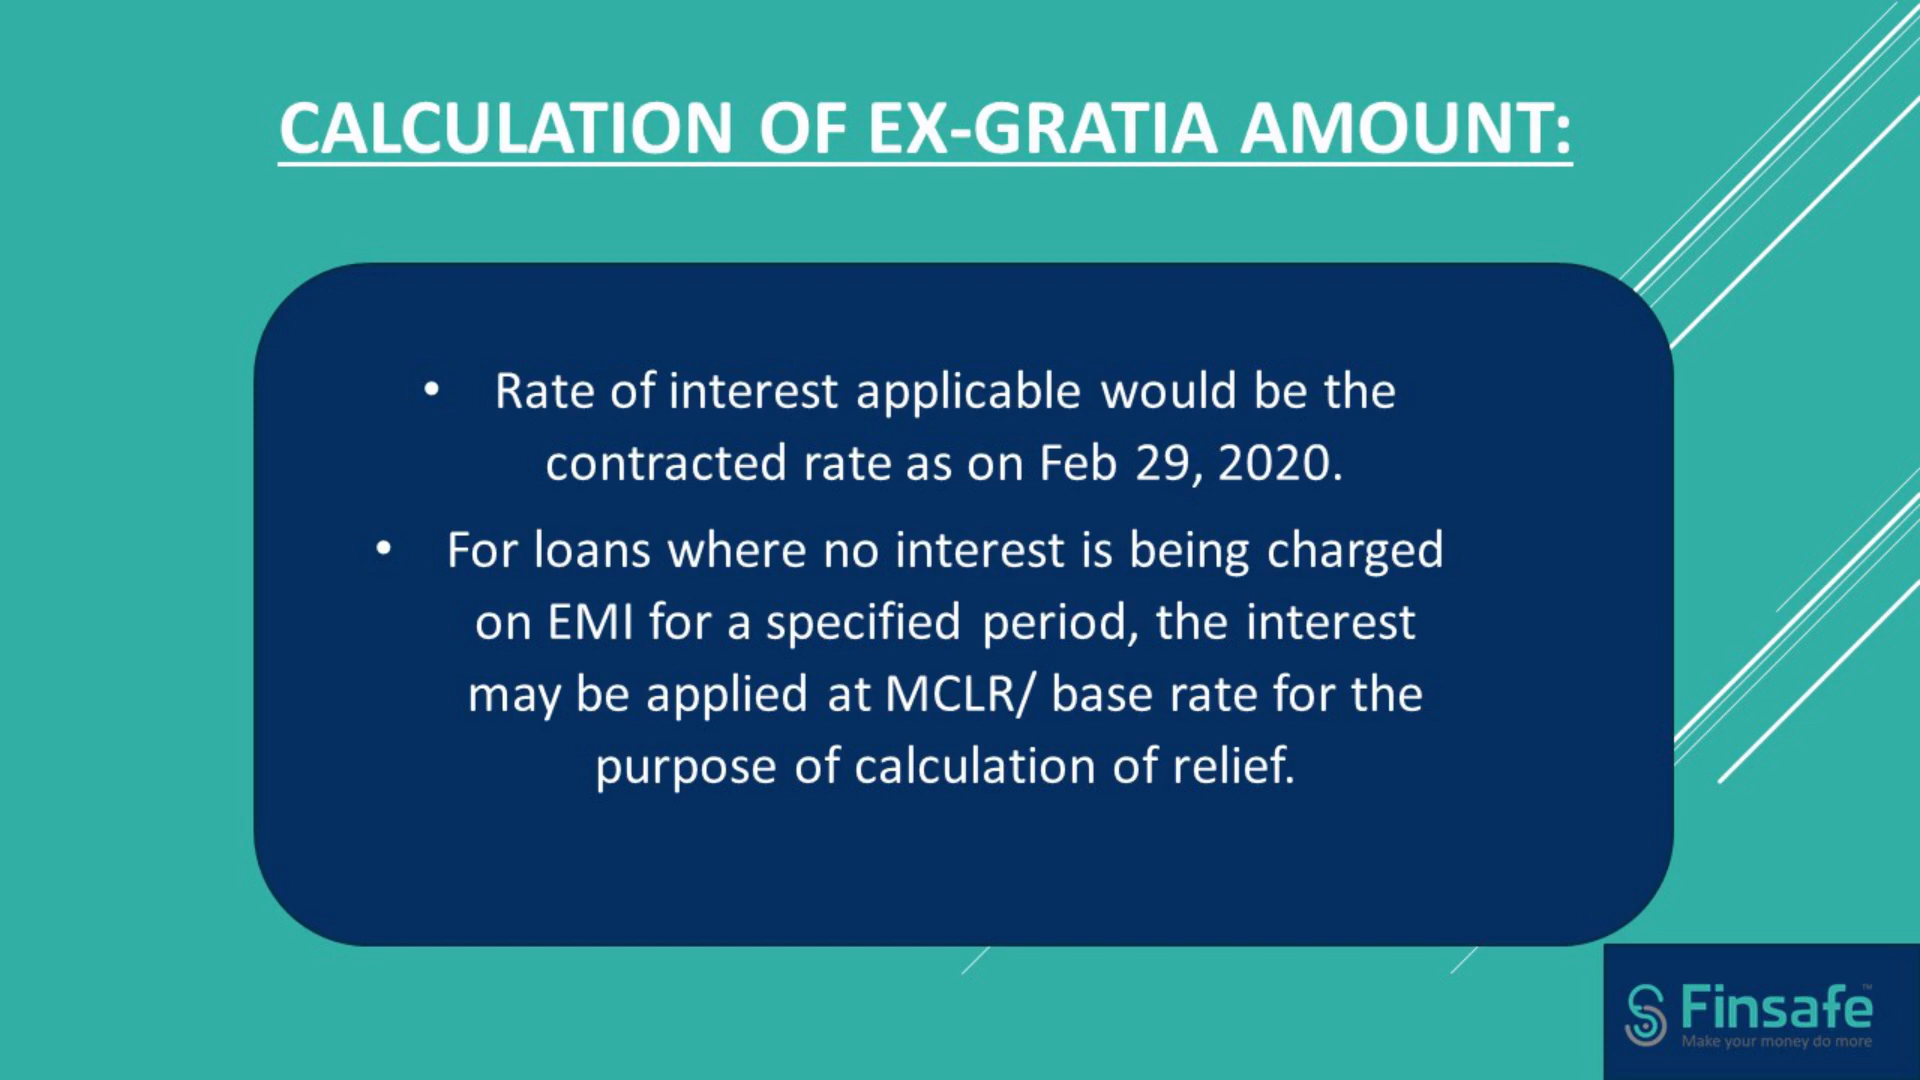 CALCULATION OF EX-GRATIA AMOUNT:
• Rate of interest applicable would be the
contracted rate as on Feb 29, 2020.
• For loans where no interest is being charged
on EMI for a specified period, the interest
may be applied at MCLR/ base rate for the
purpose of calculation of relief.
Finsafe™
Make your money do more